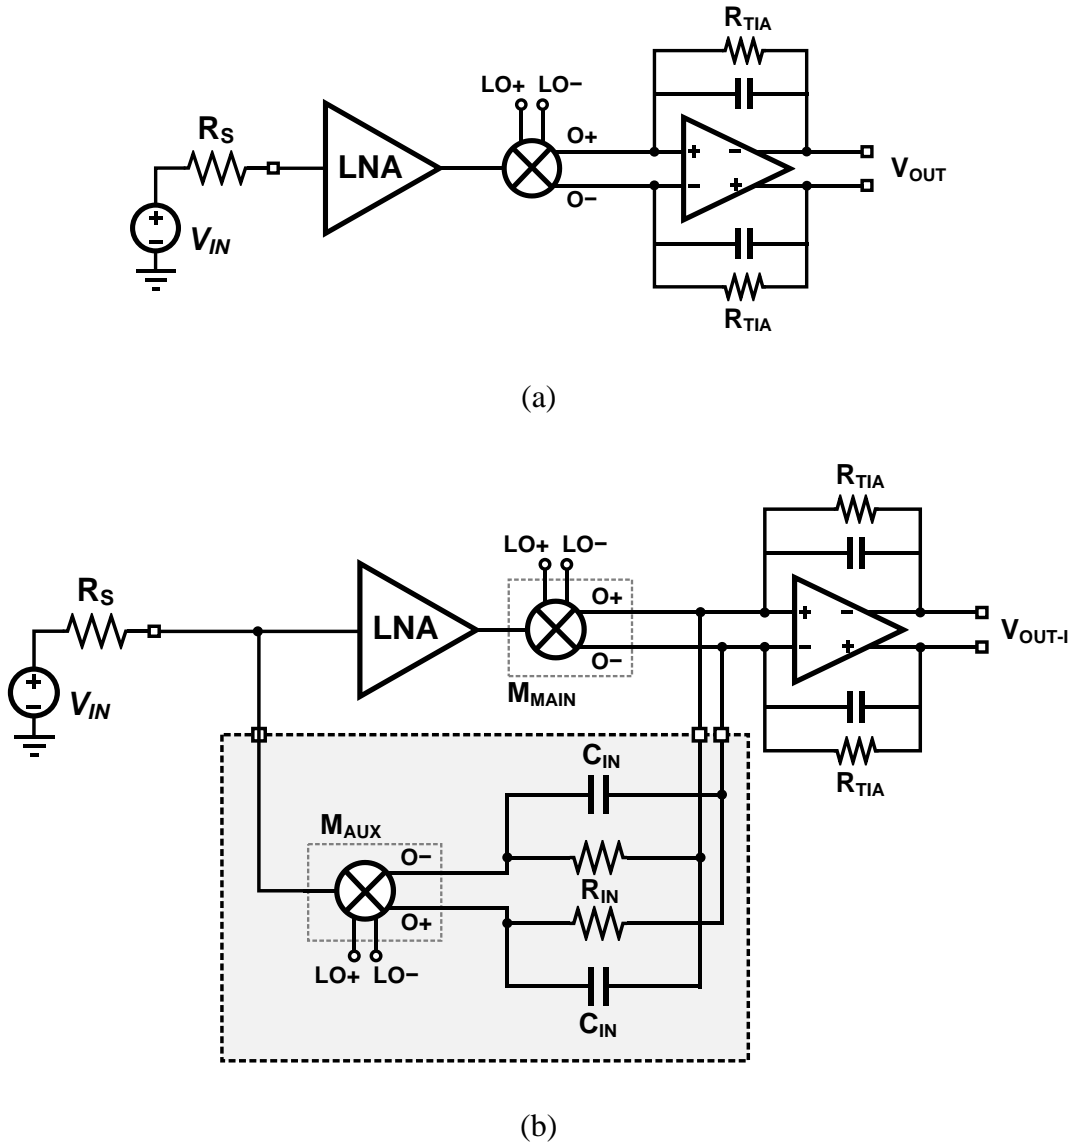 R_TIA
LO+ LO−
R_S
O+
LNA
+ −
V_OUT
− +
O−
+
−
V_IN
R_TIA
(a)
R_TIA
LO+ LO−
R_S
O+
+ −
LNA
V_OUT-I
O−
− +
+
−
V_IN
M_MAIN
C_IN
R_TIA
M_AUX
O−
R_IN
O+
LO+ LO−
C_IN
(b)